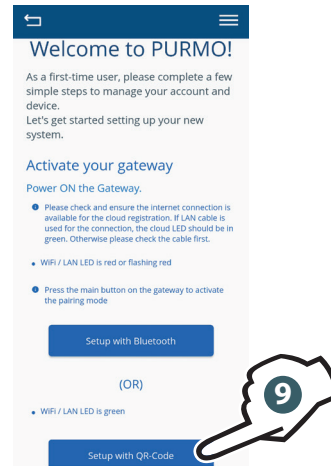 Welcome to PURMO!
As a first-time user, please complete a few
simple steps to manage your account and
device.
Let's get started setting up your new
system.
Activate your gateway
Power ON the Gateway.
Please check and ensure the internet connection is
available for the cloud registration. If LAN cable is
used for the connection, the cloud LED should be in
green. Otherwise please check the cable first.
WiFi / LAN LED is red or flashing red
Press the main button on the gateway to activate
the pairing mode
Setup with Bluetooth
(OR)
WiFi / LAN LED is green
9
Setup with QR-Code